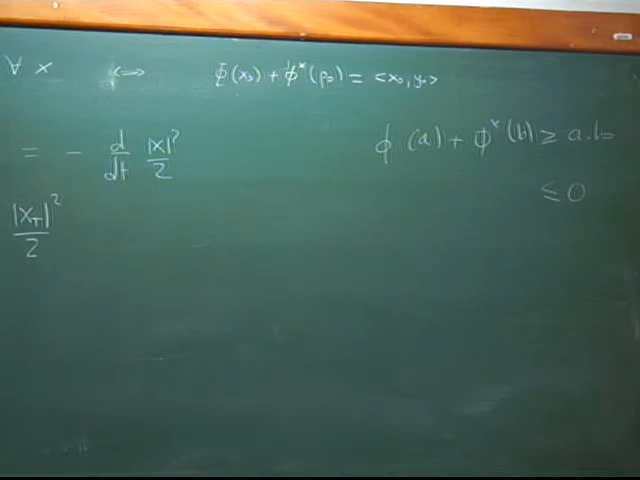 ∀ x ⟺ Φ(x₀) + ϕ*(p₀) = <x₀, y₀>
ϕ (a) + ϕ*(b) ≥ a.b
= - d/dt |x|²/2
≤ 0
|x_T|²/2